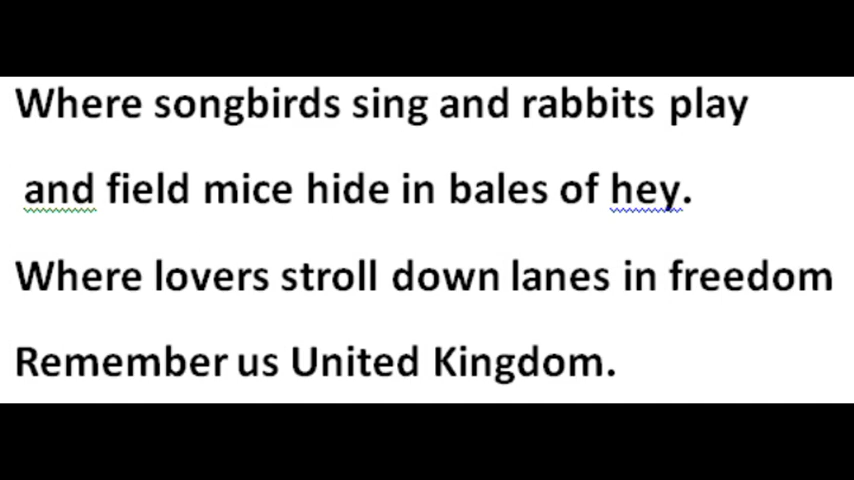 Where songbirds sing and rabbits play
and field mice hide in bales of hey.
Where lovers stroll down lanes in freedom
Remember us United Kingdom.